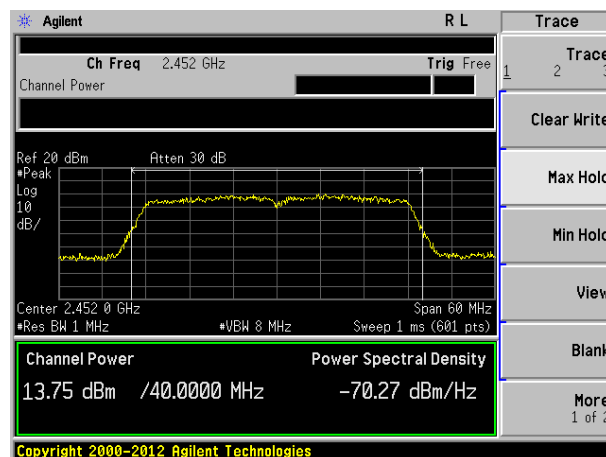 Agilent R L Trace
Ch Freq 2.452 GHz Trig Free
Channel Power
Trace
1 2 3
Clear Write
Ref 20 dBm Atten 30 dB
#Peak
Log
10
dB/
Max Hold
Min Hold
View
Center 2.452 0 GHz Span 60 MHz
#Res BW 1 MHz #VBW 8 MHz Sweep 1 ms (601 pts)
Channel Power Power Spectral Density
13.75 dBm /40.0000 MHz -70.27 dBm/Hz
Blank
More
1 of 2
Copyright 2000-2012 Agilent Technologies